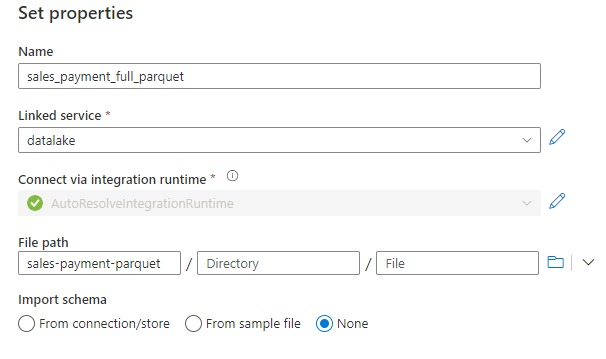 Set properties
Name
sales_payment_full_parquet
Linked service *
datalake
Connect via integration runtime *
AutoResolveIntegrationRuntime
File path
sales-payment-parquet / Directory / File
Import schema
From connection/store From sample file None